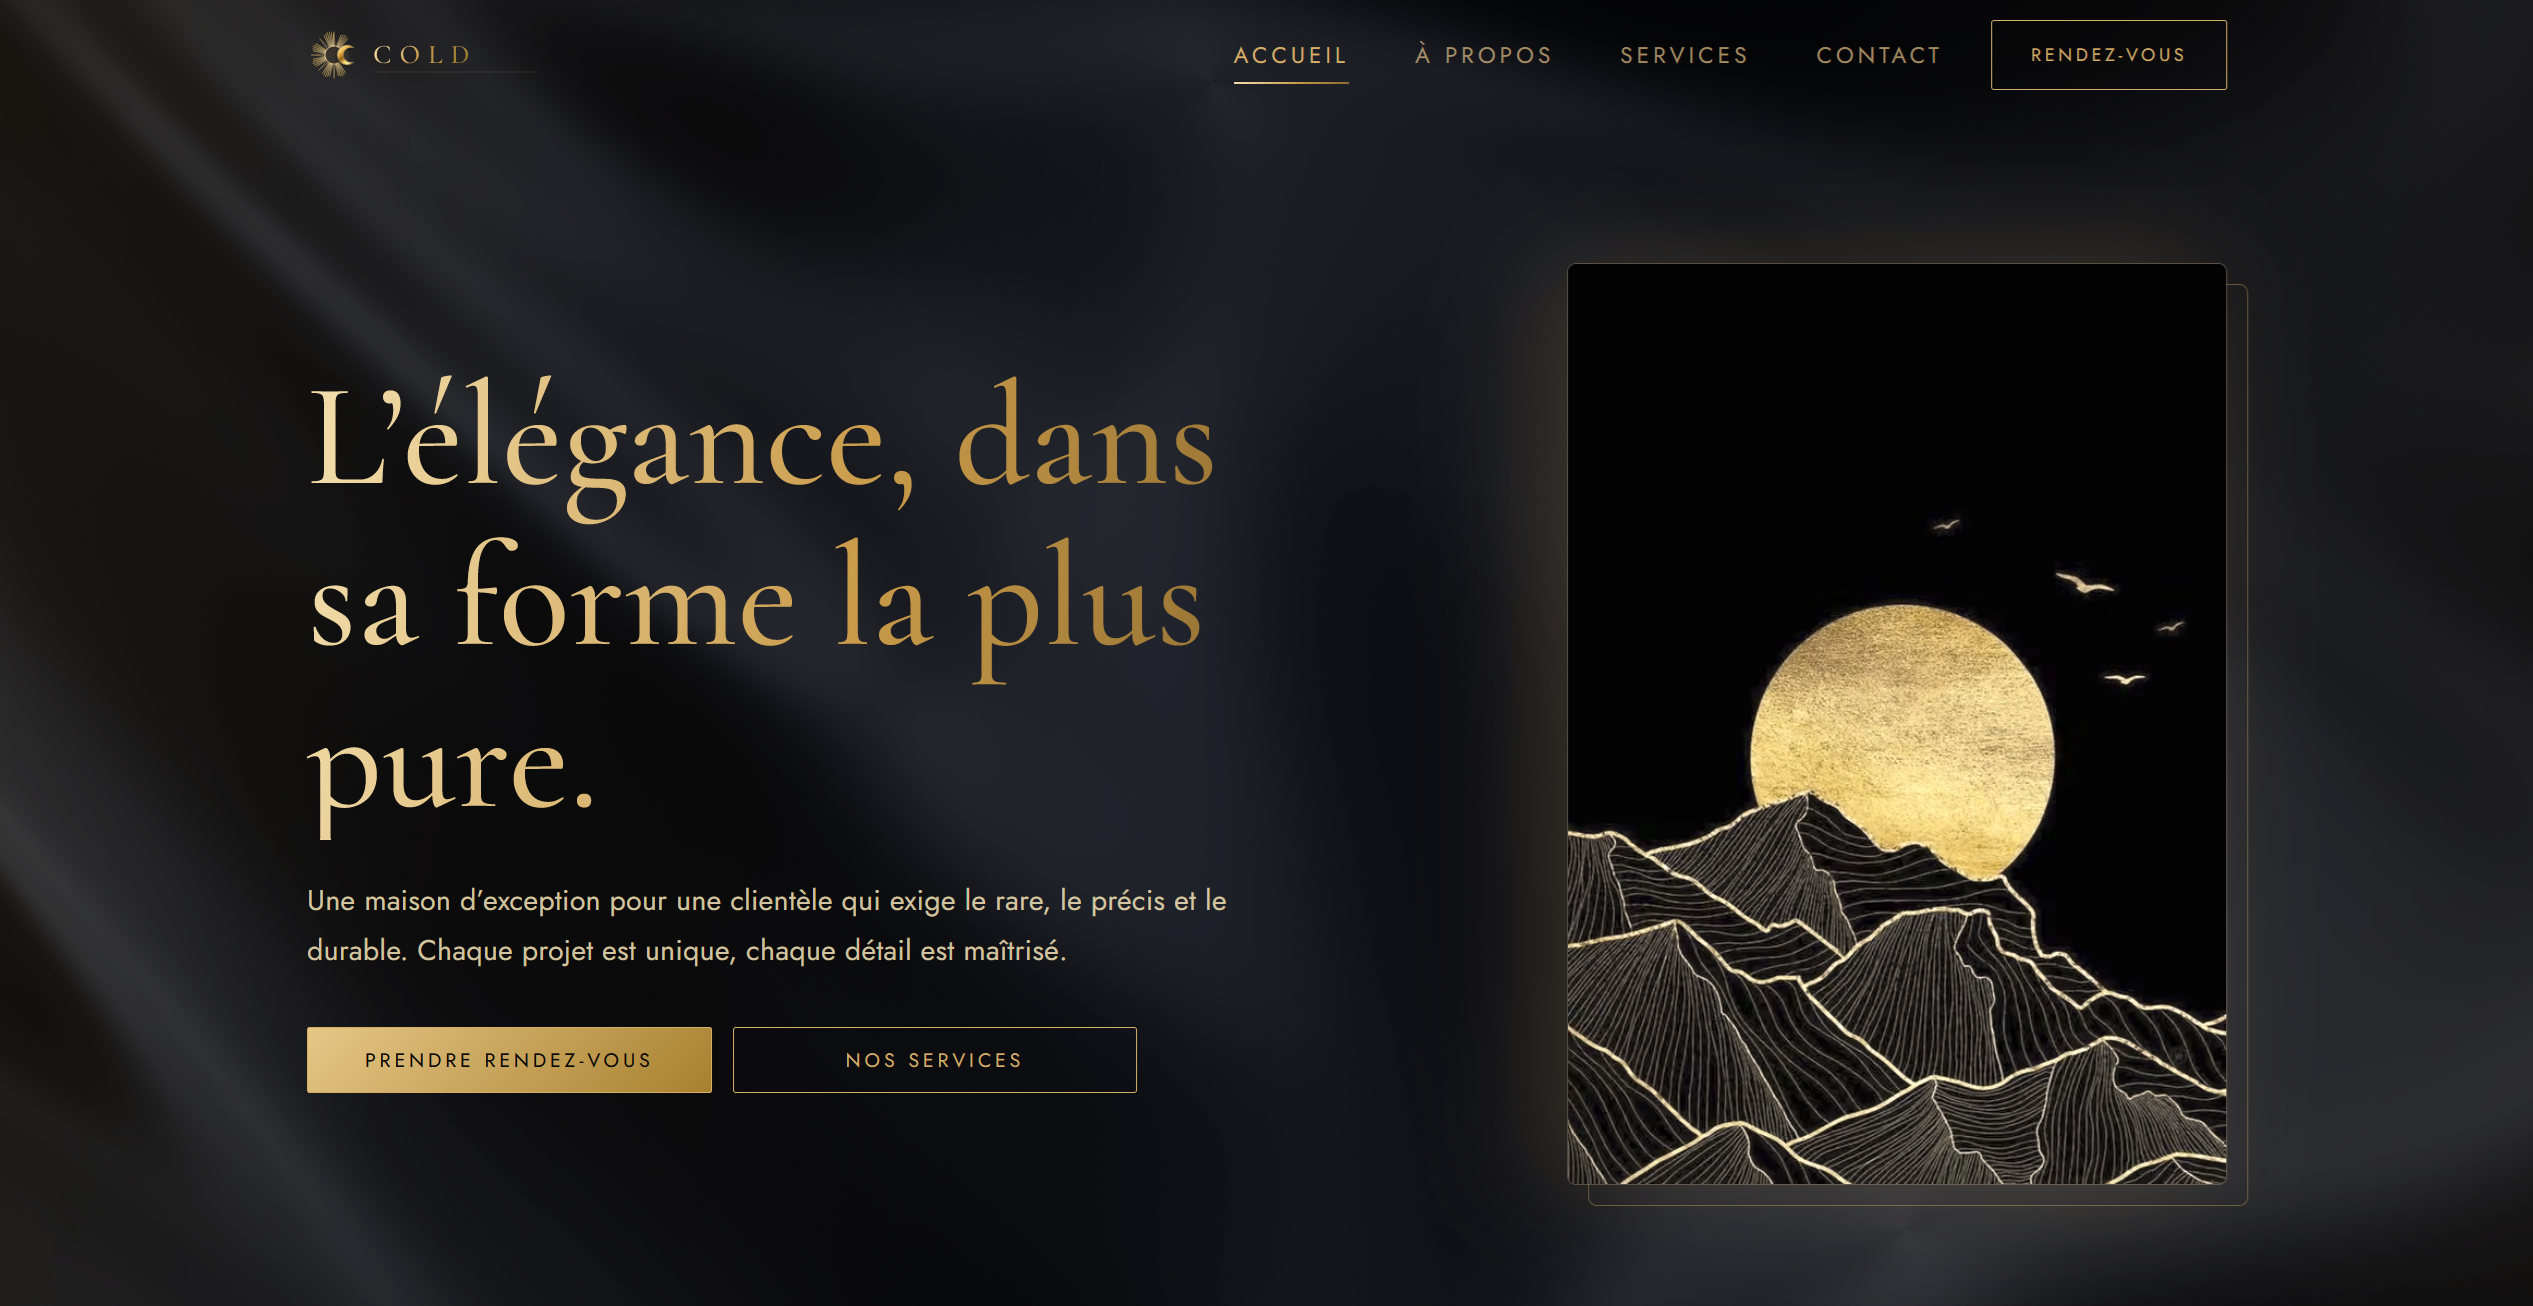 COLD
ACCUEIL
À PROPOS
SERVICES
CONTACT
RENDEZ-VOUS
L’élégance, dans
sa forme la plus
pure.
Une maison d’exception pour une clientèle qui exige le rare, le précis et le
durable. Chaque projet est unique, chaque détail est maîtrisé.
PRENDRE RENDEZ-VOUS
NOS SERVICES